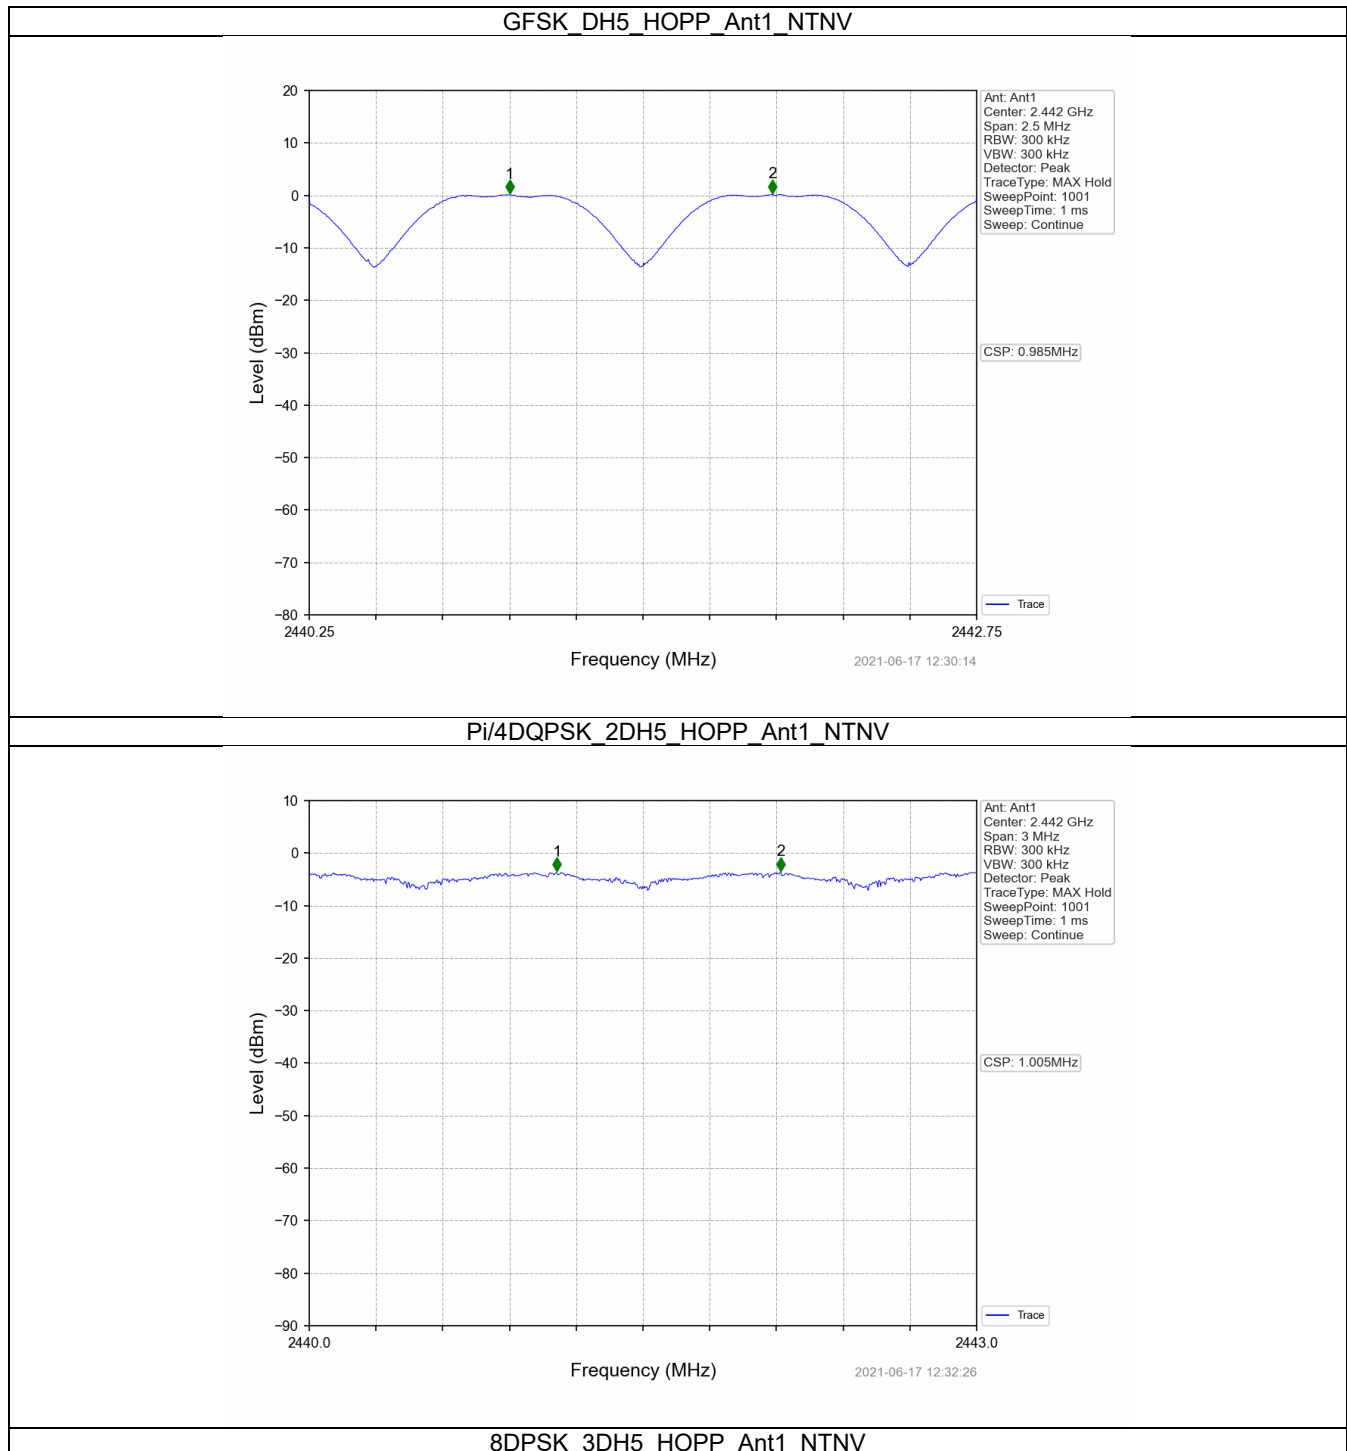 GFSK_DH5_HOPP_Ant1_NTNV
20
10
0
−10
−20
−30
−40
−50
−60
−70
−80
Level (dBm)
1
2
Ant: Ant1
Center: 2.442 GHz
Span: 2.5 MHz
RBW: 300 kHz
VBW: 300 kHz
Detector: Peak
TraceType: MAX Hold
SweepPoint: 1001
SweepTime: 1 ms
Sweep: Continue
CSP: 0.985MHz
Trace
2440.25
2442.75
Frequency (MHz)
2021-06-17 12:30:14
Pi/4DQPSK_2DH5_HOPP_Ant1_NTNV
10
0
−10
−20
−30
−40
−50
−60
−70
−80
−90
Level (dBm)
1
2
Ant: Ant1
Center: 2.442 GHz
Span: 3 MHz
RBW: 300 kHz
VBW: 300 kHz
Detector: Peak
TraceType: MAX Hold
SweepPoint: 1001
SweepTime: 1 ms
Sweep: Continue
CSP: 1.005MHz
Trace
2440.0
2443.0
Frequency (MHz)
2021-06-17 12:32:26
8DPSK_3DH5_HOPP_Ant1_NTNV